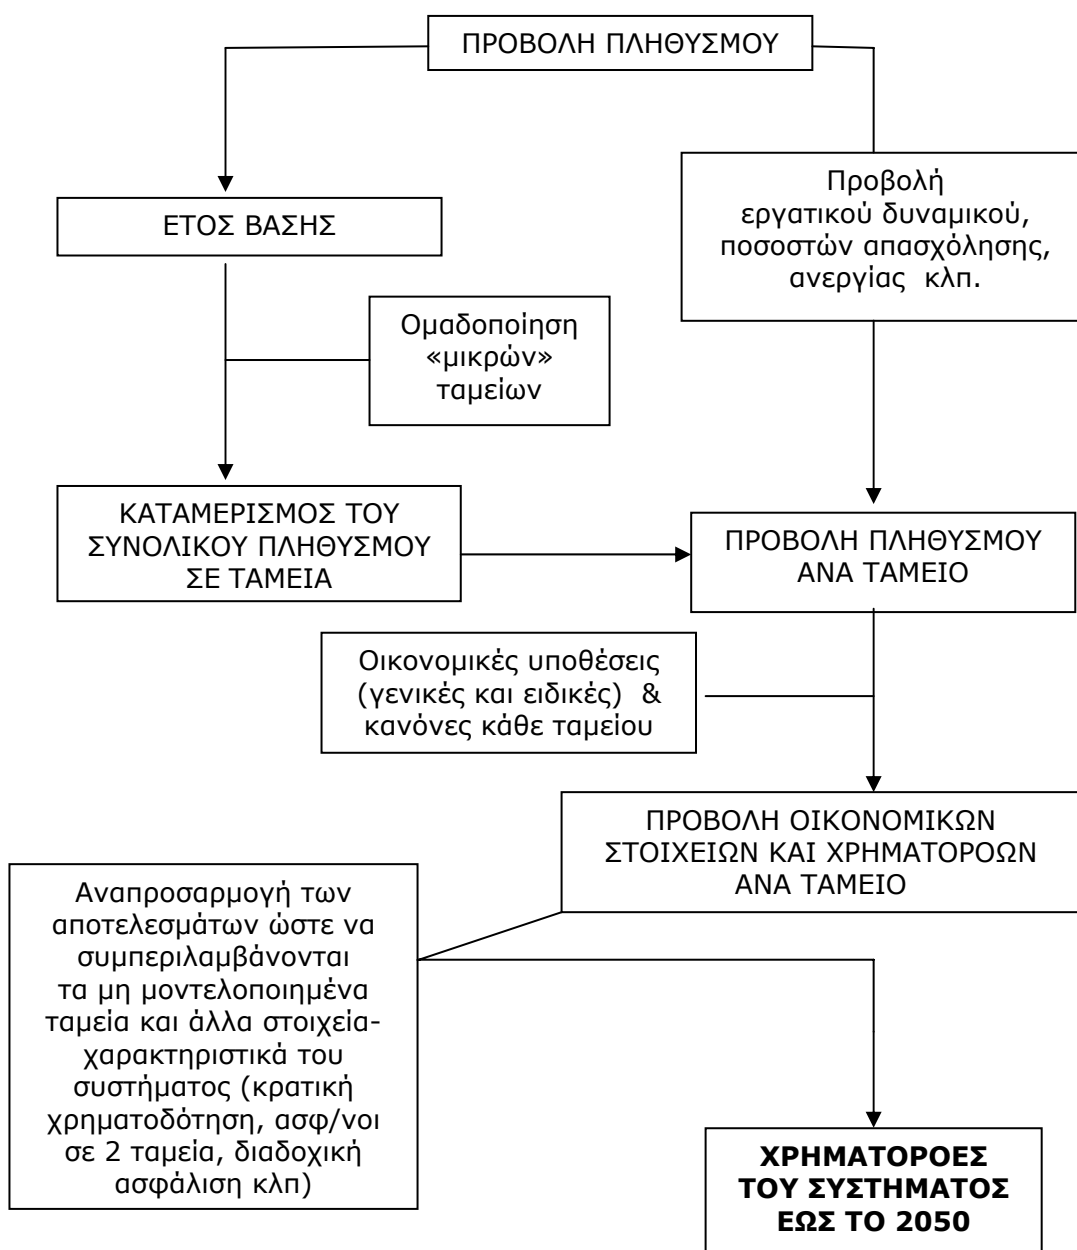 ΠΡΟΒΟΛΗ ΠΛΗΘΥΣΜΟΥ
ΕΤΟΣ ΒΑΣΗΣ
Προβολή
εργατικού δυναμικού,
ποσοστών απασχόλησης,
ανεργίας κλπ.
Ομαδοποίηση
«μικρών»
ταμείων
ΚΑΤΑΜΕΡΙΣΜΟΣ ΤΟΥ
ΣΥΝΟΛΙΚΟΥ ΠΛΗΘΥΣΜΟΥ
ΣΕ ΤΑΜΕΙΑ
ΠΡΟΒΟΛΗ ΠΛΗΘΥΣΜΟΥ
ΑΝΑ ΤΑΜΕΙΟ
Οικονομικές υποθέσεις
(γενικές και ειδικές) &
κανόνες κάθε ταμείου
ΠΡΟΒΟΛΗ ΟΙΚΟΝΟΜΙΚΩΝ
ΣΤΟΙΧΕΙΩΝ ΚΑΙ ΧΡΗΜΑΤΟΡΟΩΝ
ΑΝΑ ΤΑΜΕΙΟ
Αναπροσαρμογή των
αποτελεσμάτων ώστε να
συμπεριλαμβάνονται
τα μη μοντελοποιημένα
ταμεία και άλλα στοιχεία-
χαρακτηριστικά του
συστήματος (κρατική
χρηματοδότηση, ασφ/νοι
σε 2 ταμεία, διαδοχική
ασφάλιση κλπ)
ΧΡΗΜΑΤΟΡΟΕΣ
ΤΟΥ ΣΥΣΤΗΜΑΤΟΣ
ΕΩΣ ΤΟ 2050